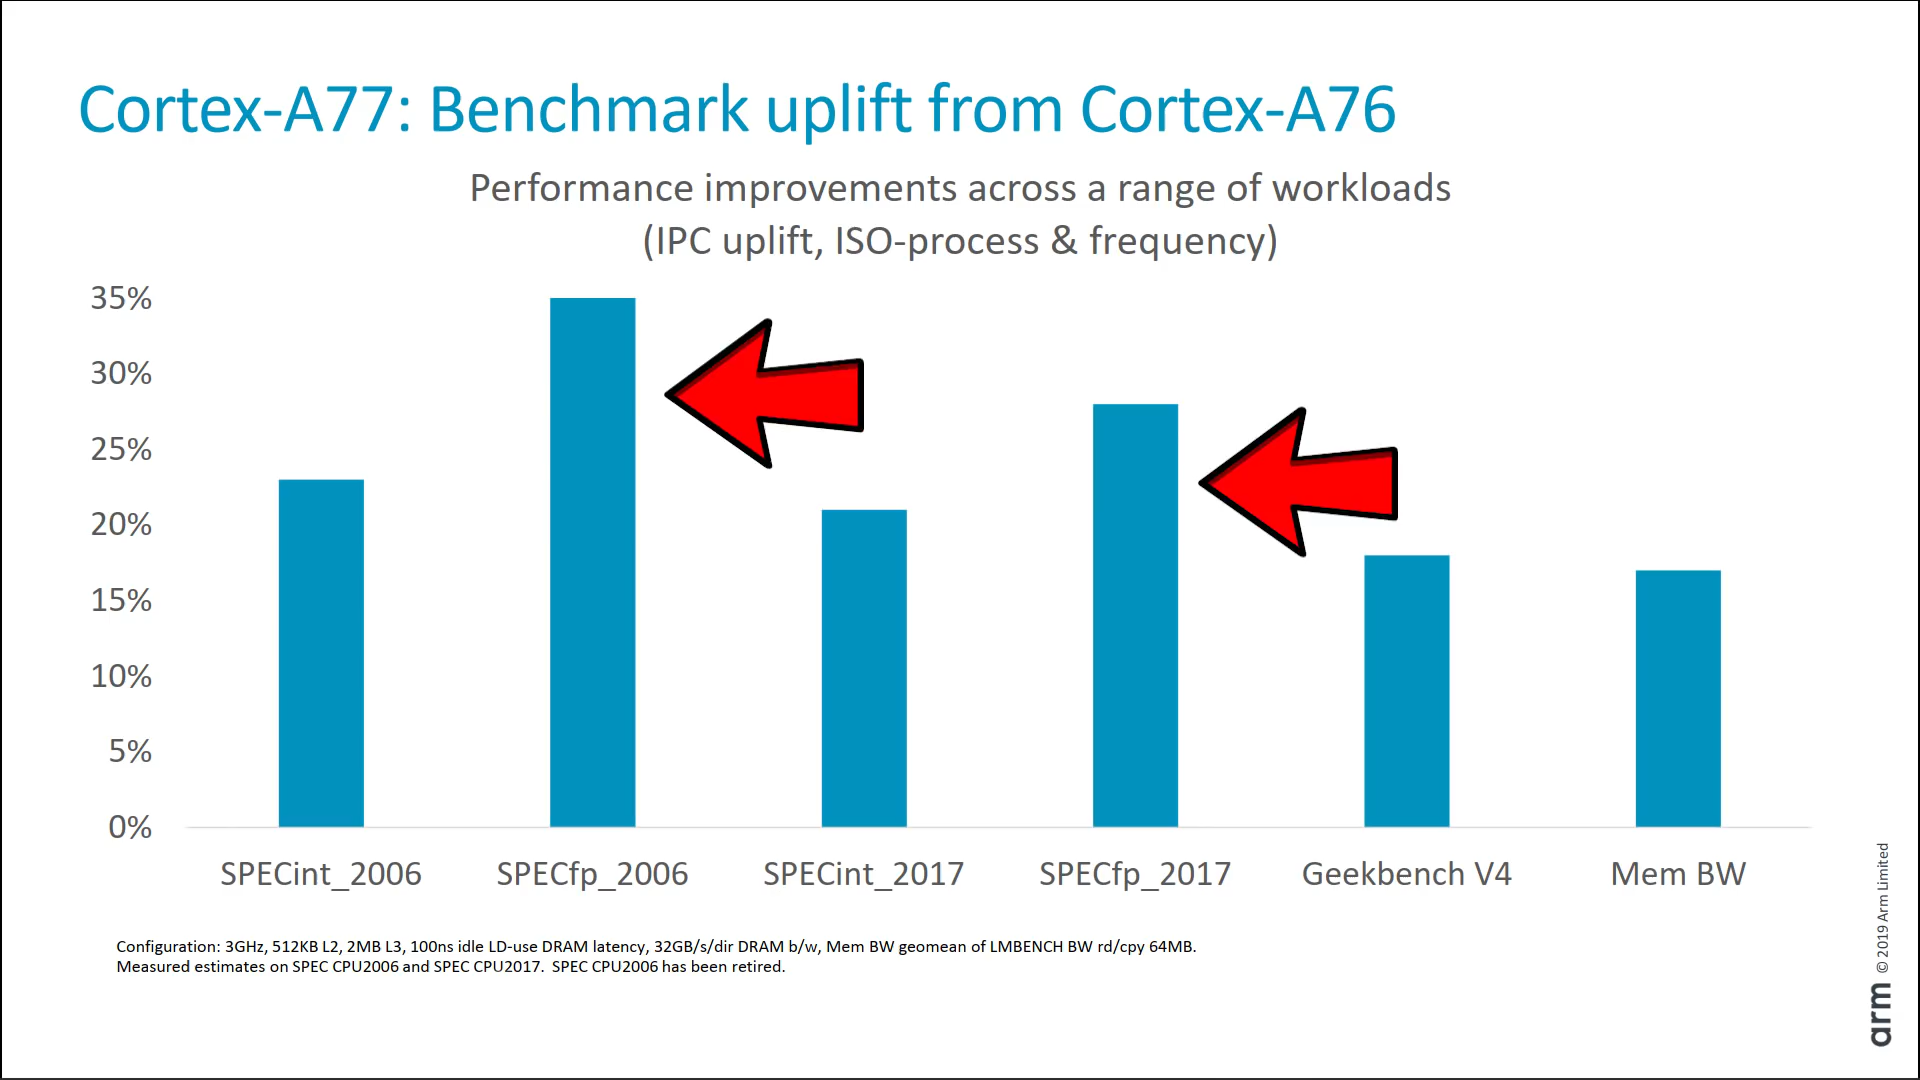 Cortex-A77: Benchmark uplift from Cortex-A76
Performance improvements across a range of workloads
(IPC uplift, ISO-process & frequency)
35%
30%
25%
20%
15%
10%
5%
0%
SPECint_2006
SPECfp_2006
SPECint_2017
SPECfp_2017
Geekbench V4
Mem BW
Configuration: 3GHz, 512KB L2, 2MB L3, 100ns idle LD-use DRAM latency, 32GB/s/dir DRAM b/w, Mem BW geomean of LMBENCH BW rd/cpy 64MB.
Measured estimates on SPEC CPU2006 and SPEC CPU2017.  SPEC CPU2006 has been retired.
© 2019 Arm Limited
arm